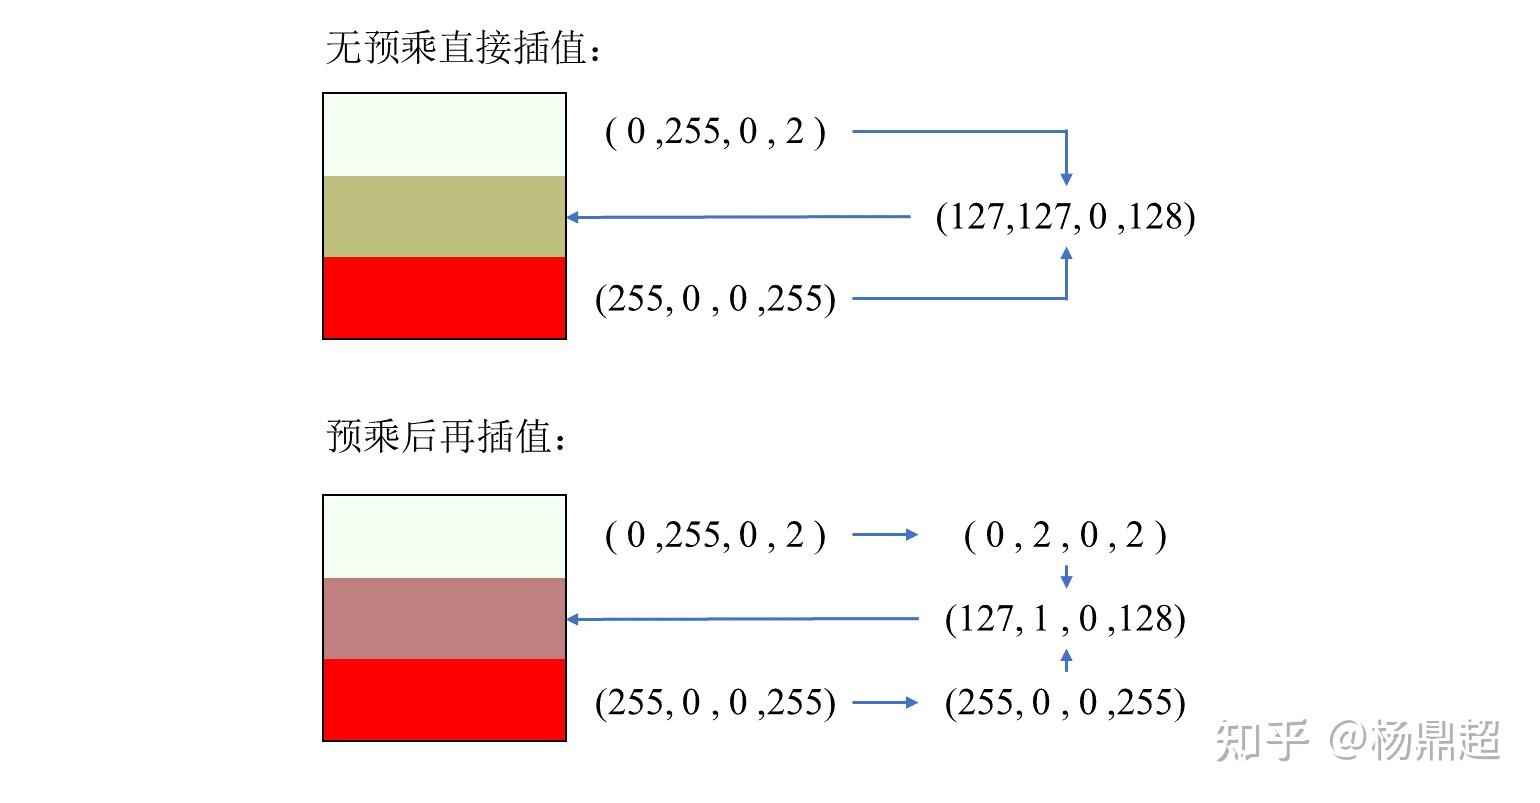 无预乘直接插值：
( 0 ,255, 0 , 2 )
(127,127, 0 ,128)
(255, 0 , 0 ,255)
预乘后再插值：
( 0 ,255, 0 , 2 ) ( 0 , 2 , 0 , 2 )
(127, 1 , 0 ,128)
(255, 0 , 0 ,255) (255, 0 , 0 ,255)
知乎 @杨鼎超